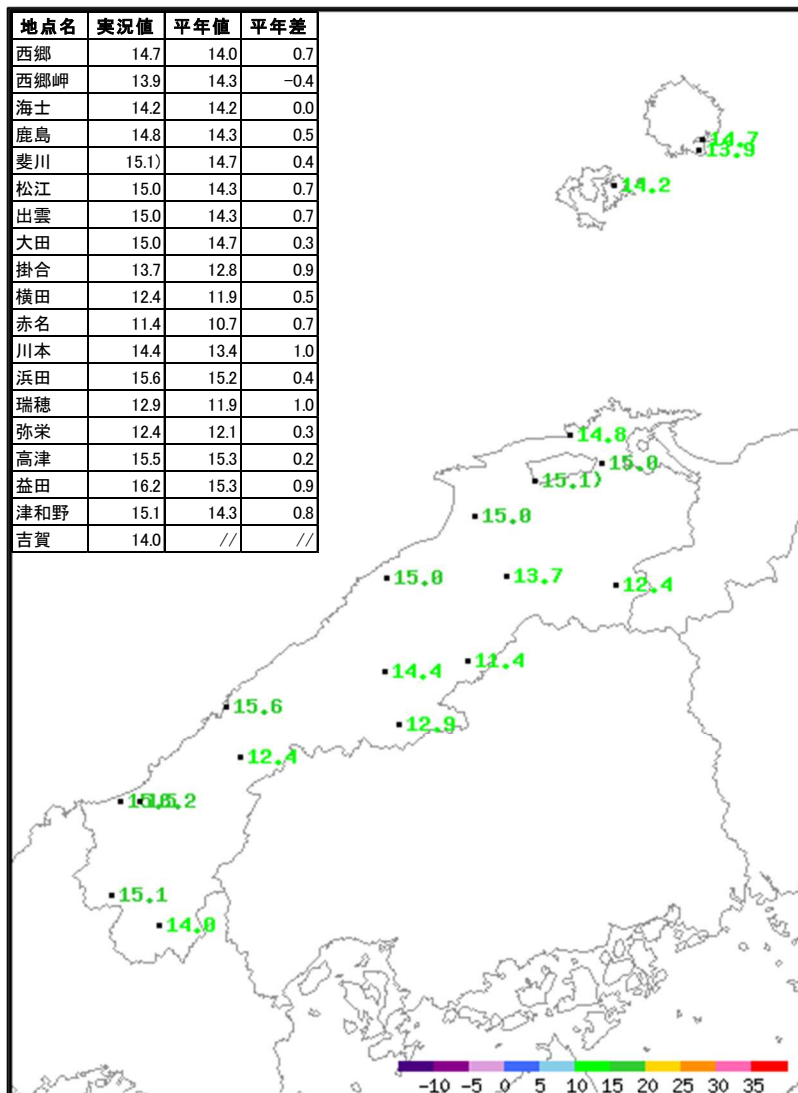 地点名 実況値 平年値 平年差
西郷 14.7 14.0 0.7
西郷岬 13.9 14.3 -0.4
海士 14.2 14.2 0.0
鹿島 14.8 14.3 0.5
斐川 15.1) 14.7 0.4
松江 15.0 14.3 0.7
出雲 15.0 14.3 0.7
大田 15.0 14.7 0.3
掛合 13.7 12.8 0.9
横田 12.4 11.9 0.5
赤名 11.4 10.7 0.7
川本 14.4 13.4 1.0
浜田 15.6 15.2 0.4
瑞穂 12.9 11.9 1.0
弥栄 12.4 12.1 0.3
高津 15.5 15.3 0.2
益田 16.2 15.3 0.9
津和野 15.1 14.3 0.8
吉賀 14.0 // //
14.7
13.9
14.2
14.8
15.0
15.1)
15.0
15.0
13.7
12.4
11.4
14.4
12.9
15.6
12.4
15.1
14.0
-10 -5 0 5 10 15 20 25 30 35